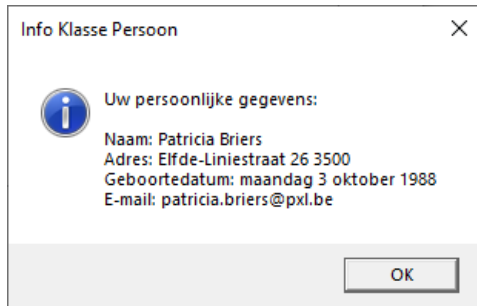 Info Klasse Persoon
Uw persoonlijke gegevens:
Naam: Patricia Briers
Adres: Elfde-Liniestraat 26 3500
Geboortedatum: maandag 3 oktober 1988
E-mail: patricia.briers@pxl.be
OK